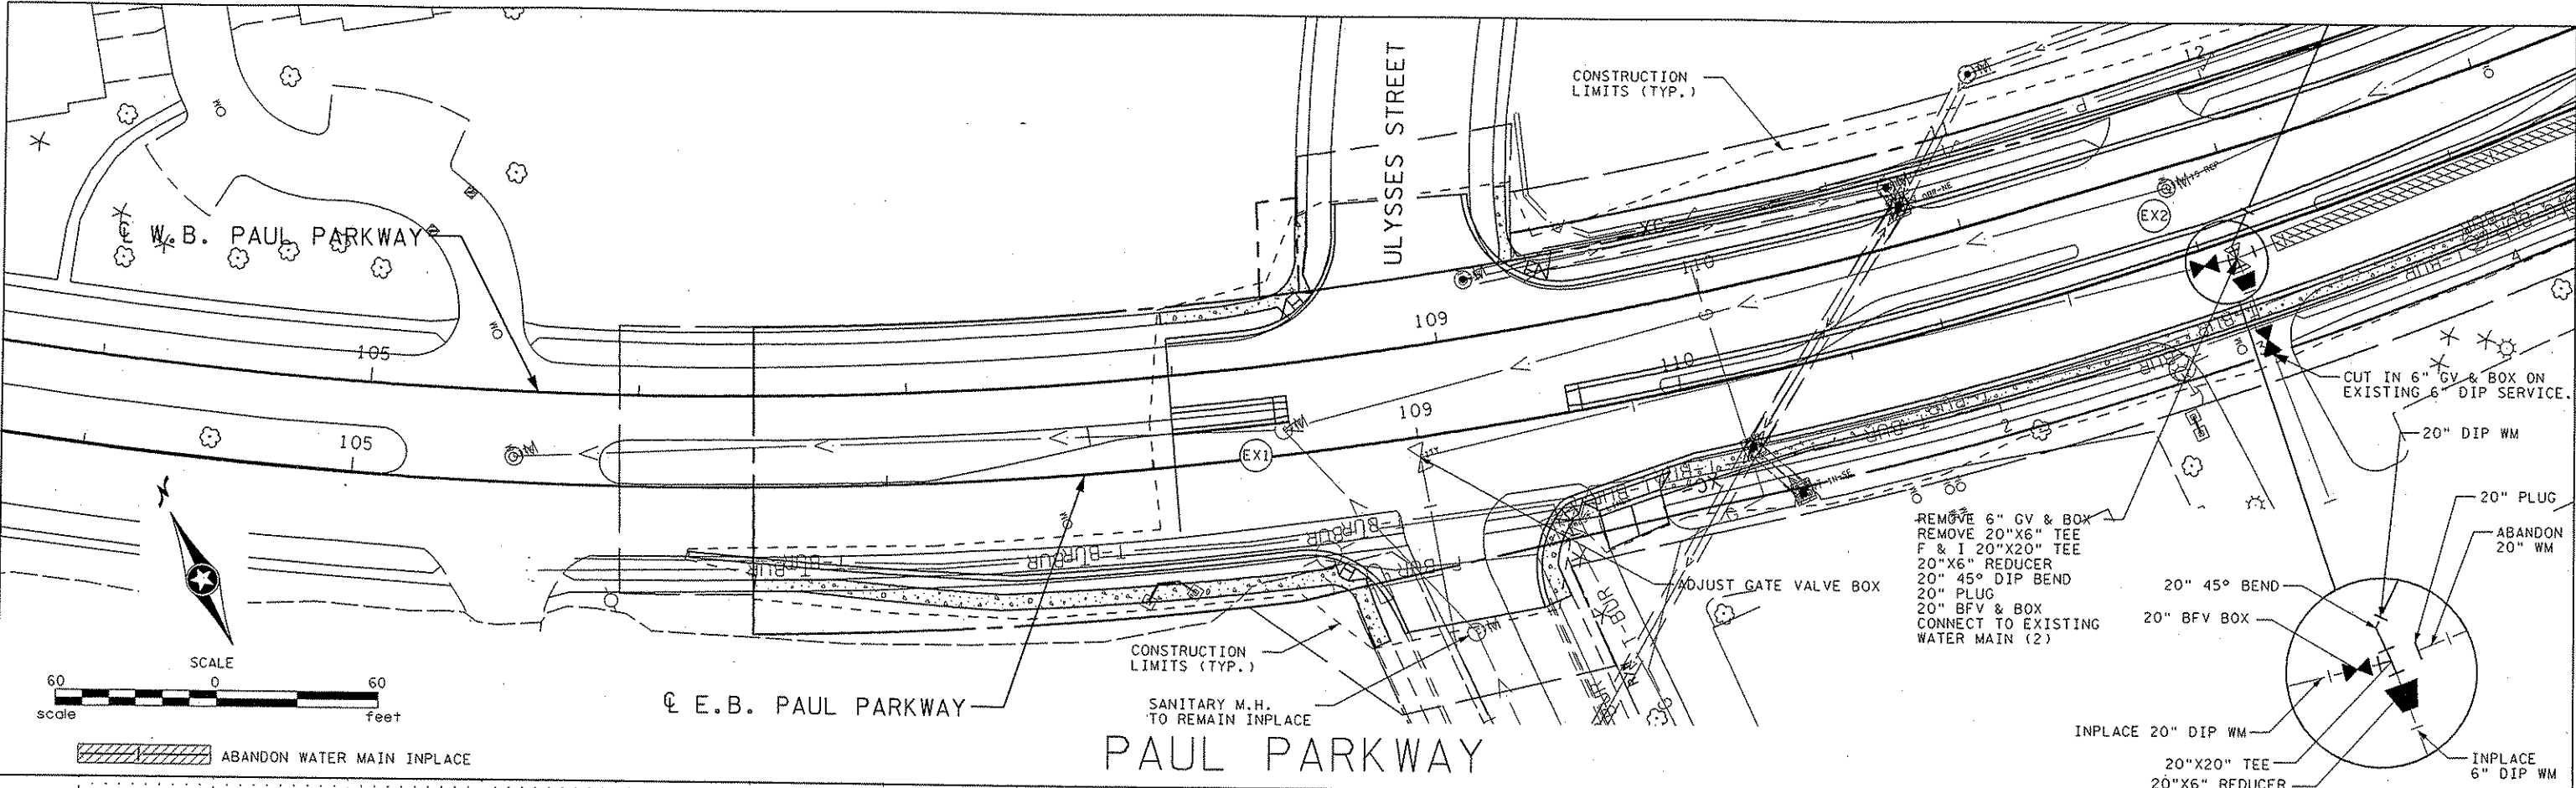 CONSTRUCTION
LIMITS (TYP.)
ULYSSES STREET
12
℄ W.B. PAUL PARKWAY
EX2
110
109
105
110
109
105
EX1
4
2
CUT IN 6" GV & BOX ON
EXISTING 6" DIP SERVICE.
20" DIP WM
20" PLUG
ABANDON
20" WM
REMOVE 6" GV & BOX
REMOVE 20"X6" TEE
F & I 20"X20" TEE
20"X6" REDUCER
20" 45° DIP BEND
20" PLUG
20" BFV & BOX
CONNECT TO EXISTING
WATER MAIN (2)
ADJUST GATE VALVE BOX
20" 45° BEND
20" BFV BOX
N
T-BUR
T-BUR
T-BUR
CONSTRUCTION
LIMITS (TYP.)
SANITARY M.H.
TO REMAIN INPLACE
℄ E.B. PAUL PARKWAY
SCALE
60 0 60
scale feet
ABANDON WATER MAIN INPLACE
PAUL PARKWAY
INPLACE 20" DIP WM
20"X20" TEE
20"X6" REDUCER
INPLACE
6" DIP WM